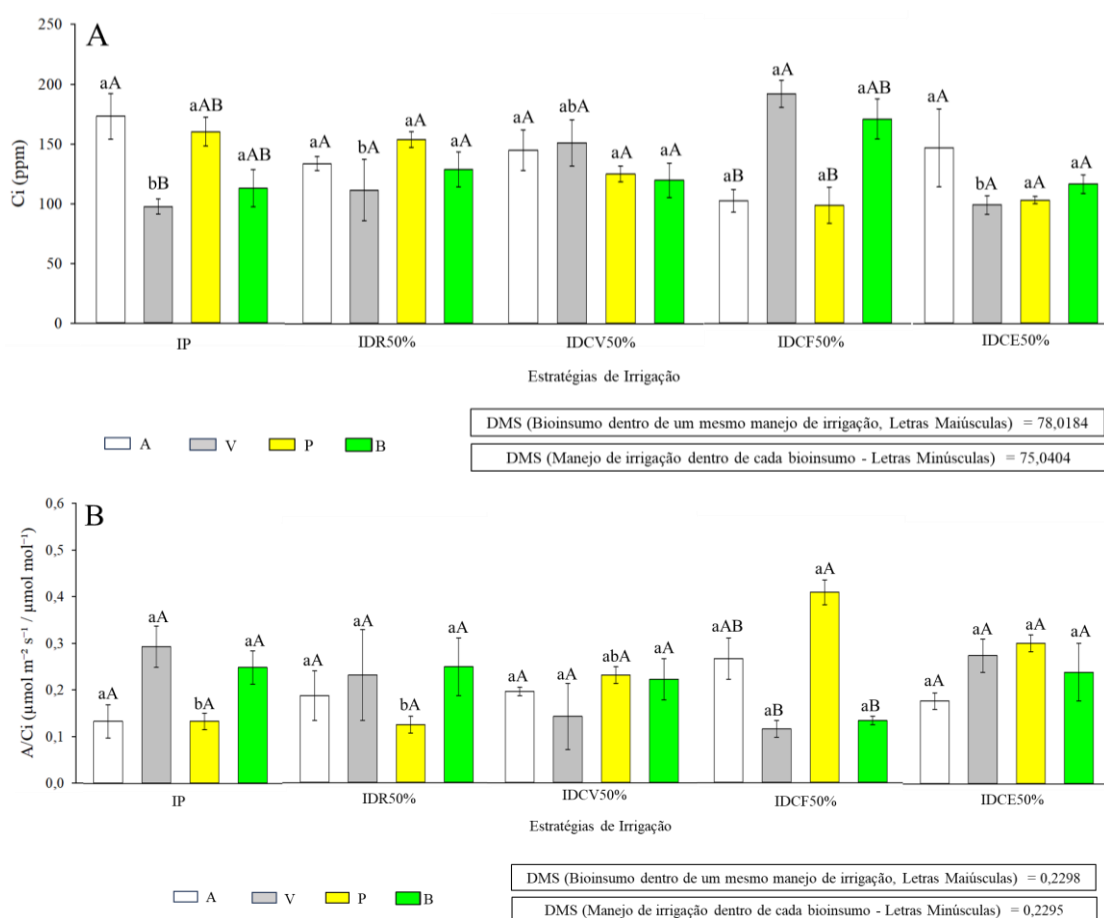 A
250
200
150
100
50
0
Ci (ppm)
aA
bB
aAB
aAB
aA
bA
aA
aA
aA
abA
aA
aA
aB
aA
aB
aAB
aA
bA
aA
aA
IP
IDR50%
IDCV50%
IDCF50%
IDCE50%
Estratégias de Irrigação
DMS (Bioinsumo dentro de um mesmo manejo de irrigação, Letras Maiúsculas) = 78,0184
A V P B
DMS (Manejo de irrigação dentro de cada bioinsumo - Letras Minúsculas) = 75,0404
B
0,6
0,5
0,4
0,3
0,2
0,1
0,0
A/Ci (µmol m⁻² s⁻¹ / µmol mol⁻¹)
aA
aA
bA
aA
aA
aA
bA
aA
aA
aA
abA
aA
aAB
aB
aA
aB
aA
aA
aA
aA
IP
IDR50%
IDCV50%
IDCF50%
IDCE50%
Estratégias de Irrigação
DMS (Bioinsumo dentro de um mesmo manejo de irrigação, Letras Maiúsculas) = 0,2298
A V P B
DMS (Manejo de irrigação dentro de cada bioinsumo - Letras Minúsculas) = 0,2295